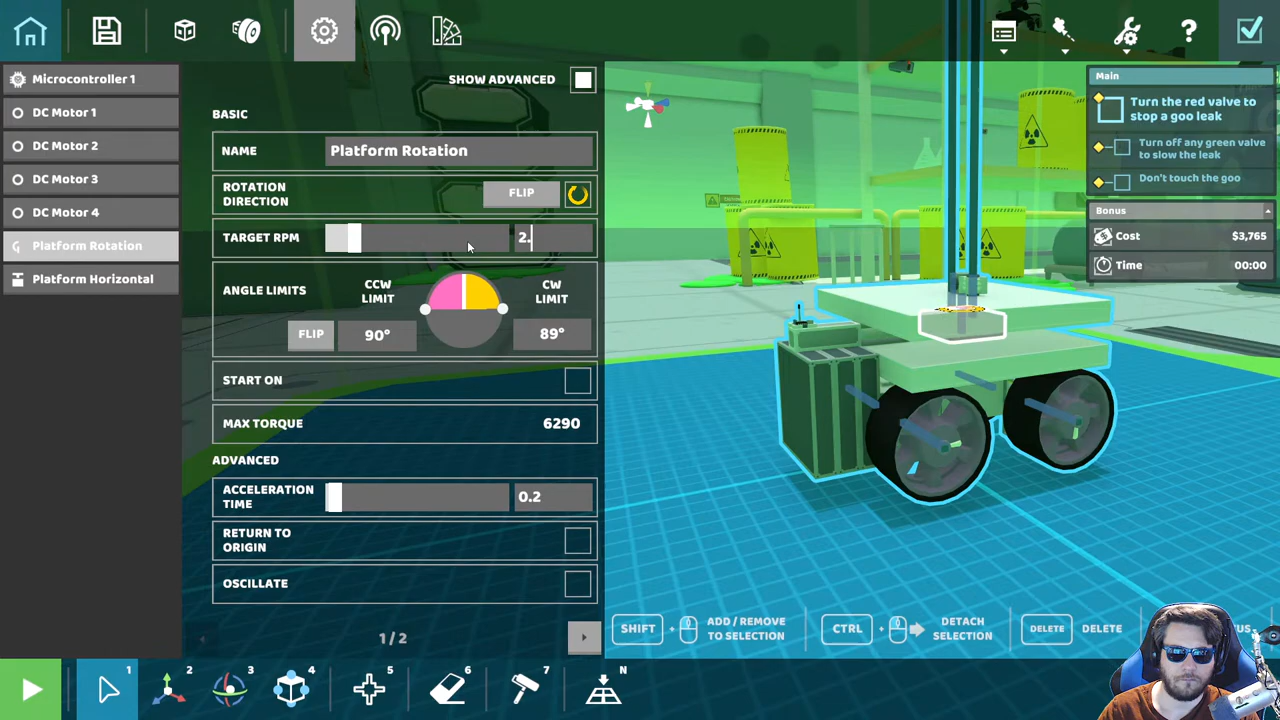 Microcontroller 1
DC Motor 1
DC Motor 2
DC Motor 3
DC Motor 4
Platform Rotation
Platform Horizontal
SHOW ADVANCED
BASIC
NAME
Platform Rotation
ROTATION DIRECTION
FLIP
TARGET RPM
2.
ANGLE LIMITS
CCW LIMIT
CW LIMIT
FLIP
90°
89°
START ON
MAX TORQUE
6290
ADVANCED
ACCELERATION TIME
0.2
RETURN TO ORIGIN
OSCILLATE
1/2
Main
Turn the red valve to
stop a goo leak
Turn off any green valve
to slow the leak
Don't touch the goo
Bonus
Cost
$3,765
Time
00:00
SHIFT
+
ADD / REMOVE
TO SELECTION
CTRL
+
DETACH
SELECTION
DELETE
DELETE
1
2
3
4
5
6
7
N
?